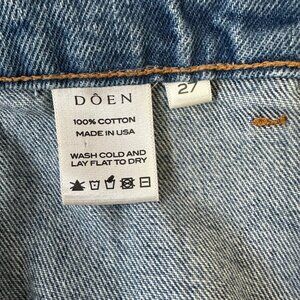 DÔEN
27
100% COTTON
MADE IN USA
WASH COLD AND
LAY FLAT TO DRY